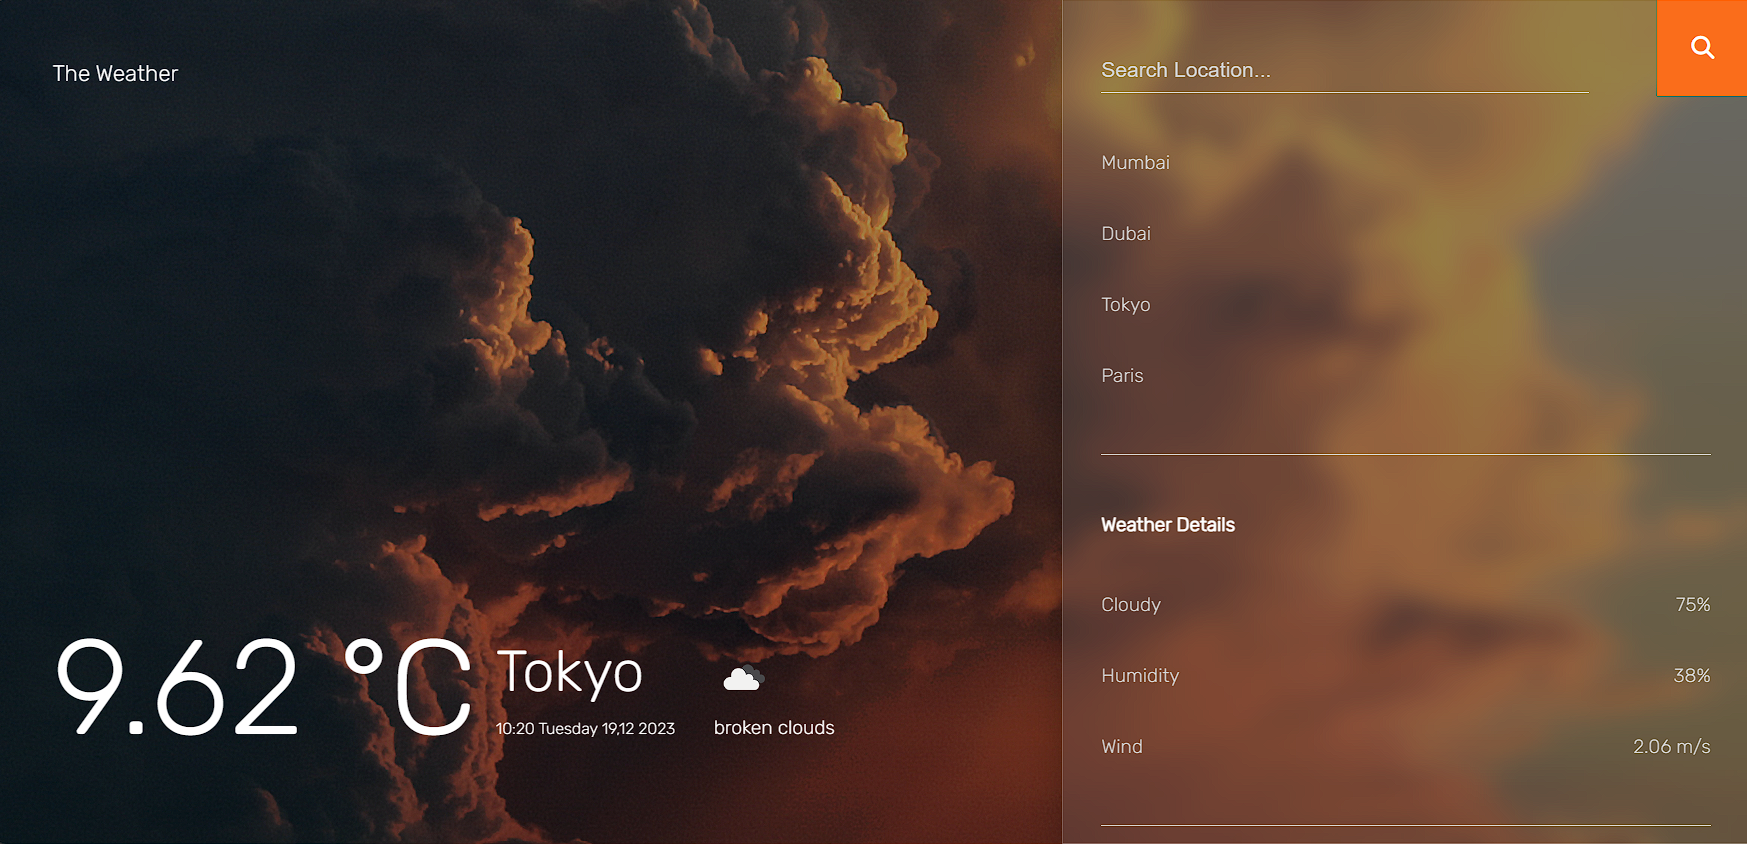 The Weather
9.62 °C
Tokyo
10:20 Tuesday 19,12 2023
broken clouds
Search Location...
Mumbai
Dubai
Tokyo
Paris
Weather Details
Cloudy 75%
Humidity 38%
Wind 2.06 m/s